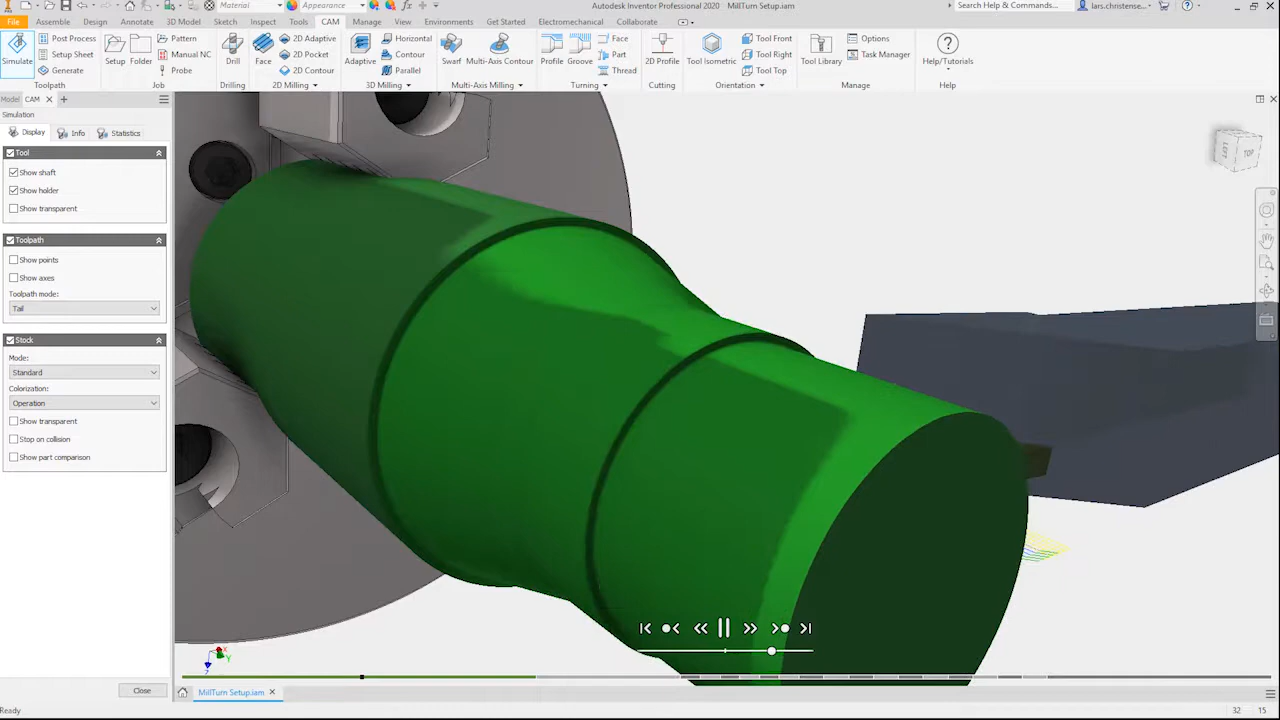 Material
Appearance
Autodesk Inventor Professional 2020 MillTurn Setup.iam
Search Help & Commands...
lars.christense...
File
Assemble
Design
Annotate
3D Model
Sketch
Inspect
Tools
CAM
Manage
View
Environments
Get Started
Electromechanical
Collaborate
Simulate
Post Process
Setup Sheet
Generate
Toolpath
Setup
Folder
Pattern
Manual NC
Probe
Job
Drill
Drilling
Face
2D Adaptive
2D Pocket
2D Contour
2D Milling
Adaptive
Horizontal
Contour
Parallel
3D Milling
Swarf
Multi-Axis Contour
Multi-Axis Milling
Profile
Groove
Face
Part
Thread
Turning
2D Profile
Cutting
Tool Isometric
Tool Front
Tool Right
Tool Top
Orientation
Tool Library
Options
Task Manager
Manage
Help/Tutorials
Help
Model
CAM
Simulation
Display
Info
Statistics
Tool
Show shaft
Show holder
Show transparent
Toolpath
Show points
Show axes
Toolpath mode:
Tail
Stock
Mode:
Standard
Colorization:
Operation
Show transparent
Stop on collision
Show part comparison
Close
LEFT
TOP
X
Y
Z
MillTurn Setup.iam
Ready
32
15